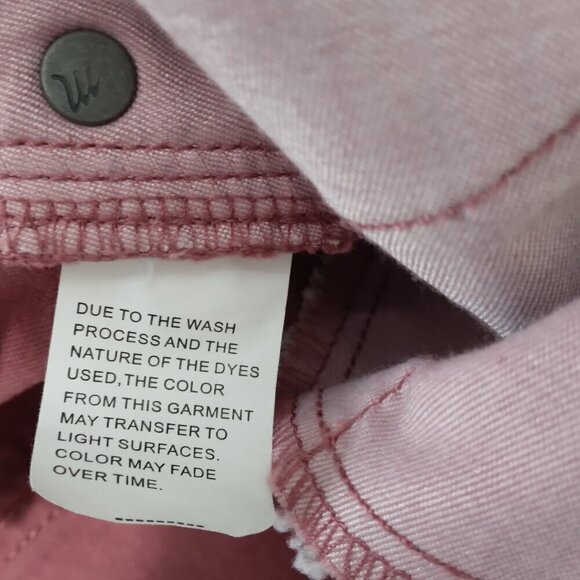 DUE TO THE WASH
PROCESS AND THE
NATURE OF THE DYES
USED,THE COLOR
FROM THIS GARMENT
MAY TRANSFER TO
LIGHT SURFACES.
COLOR MAY FADE
OVER TIME.